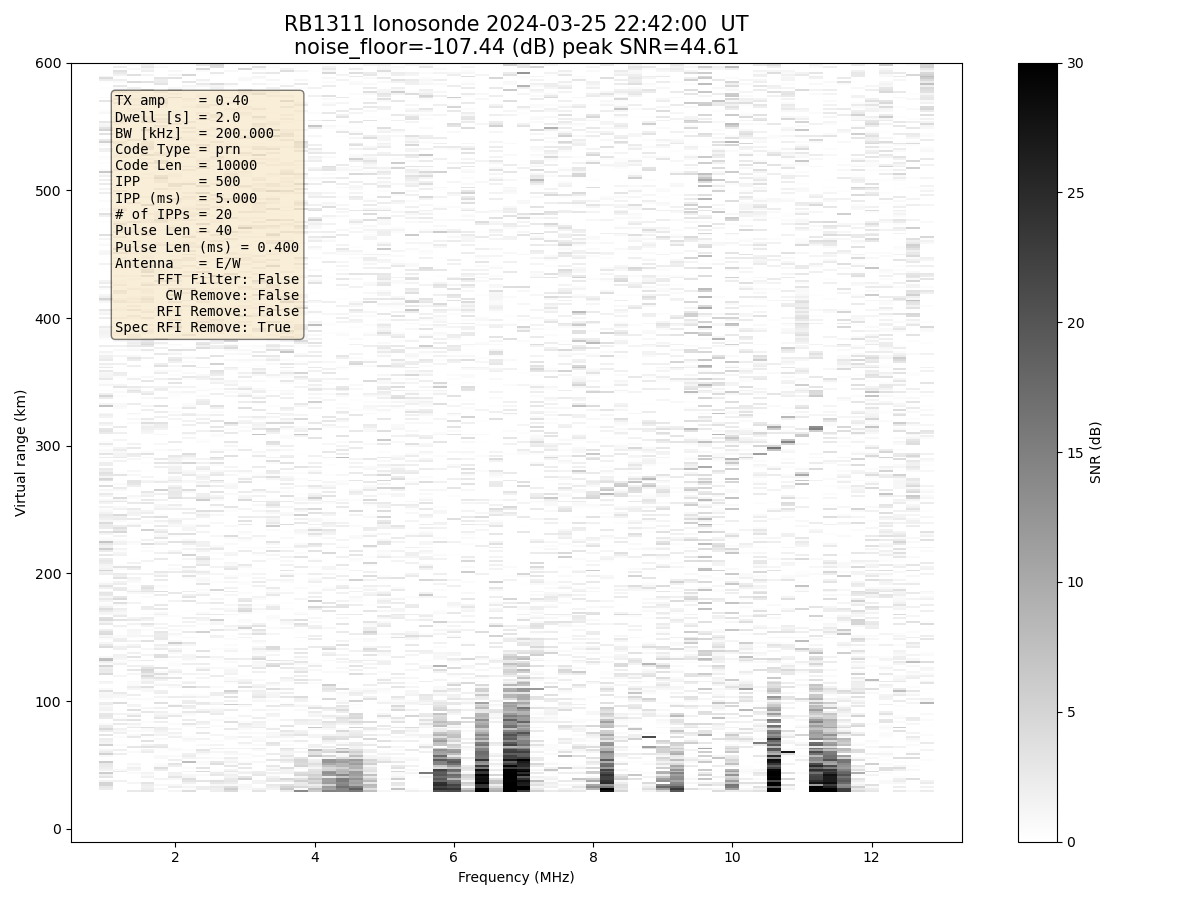 RB1311 Ionosonde 2024-03-25 22:42:00  UT
noise_floor=-107.44 (dB) peak SNR=44.61
TX amp    = 0.40
Dwell [s] = 2.0
BW [kHz]  = 200.000
Code Type = prn
Code Len  = 10000
IPP       = 500
IPP (ms)  = 5.000
# of IPPs = 20
Pulse Len = 40
Pulse Len (ms) = 0.400
Antenna   = E/W
FFT Filter: False
CW Remove: False
RFI Remove: False
Spec RFI Remove: True
Virtual range (km)
600
500
400
300
200
100
0
2 4 6 8 10 12
Frequency (MHz)
30
25
20
15
10
5
0
SNR (dB)